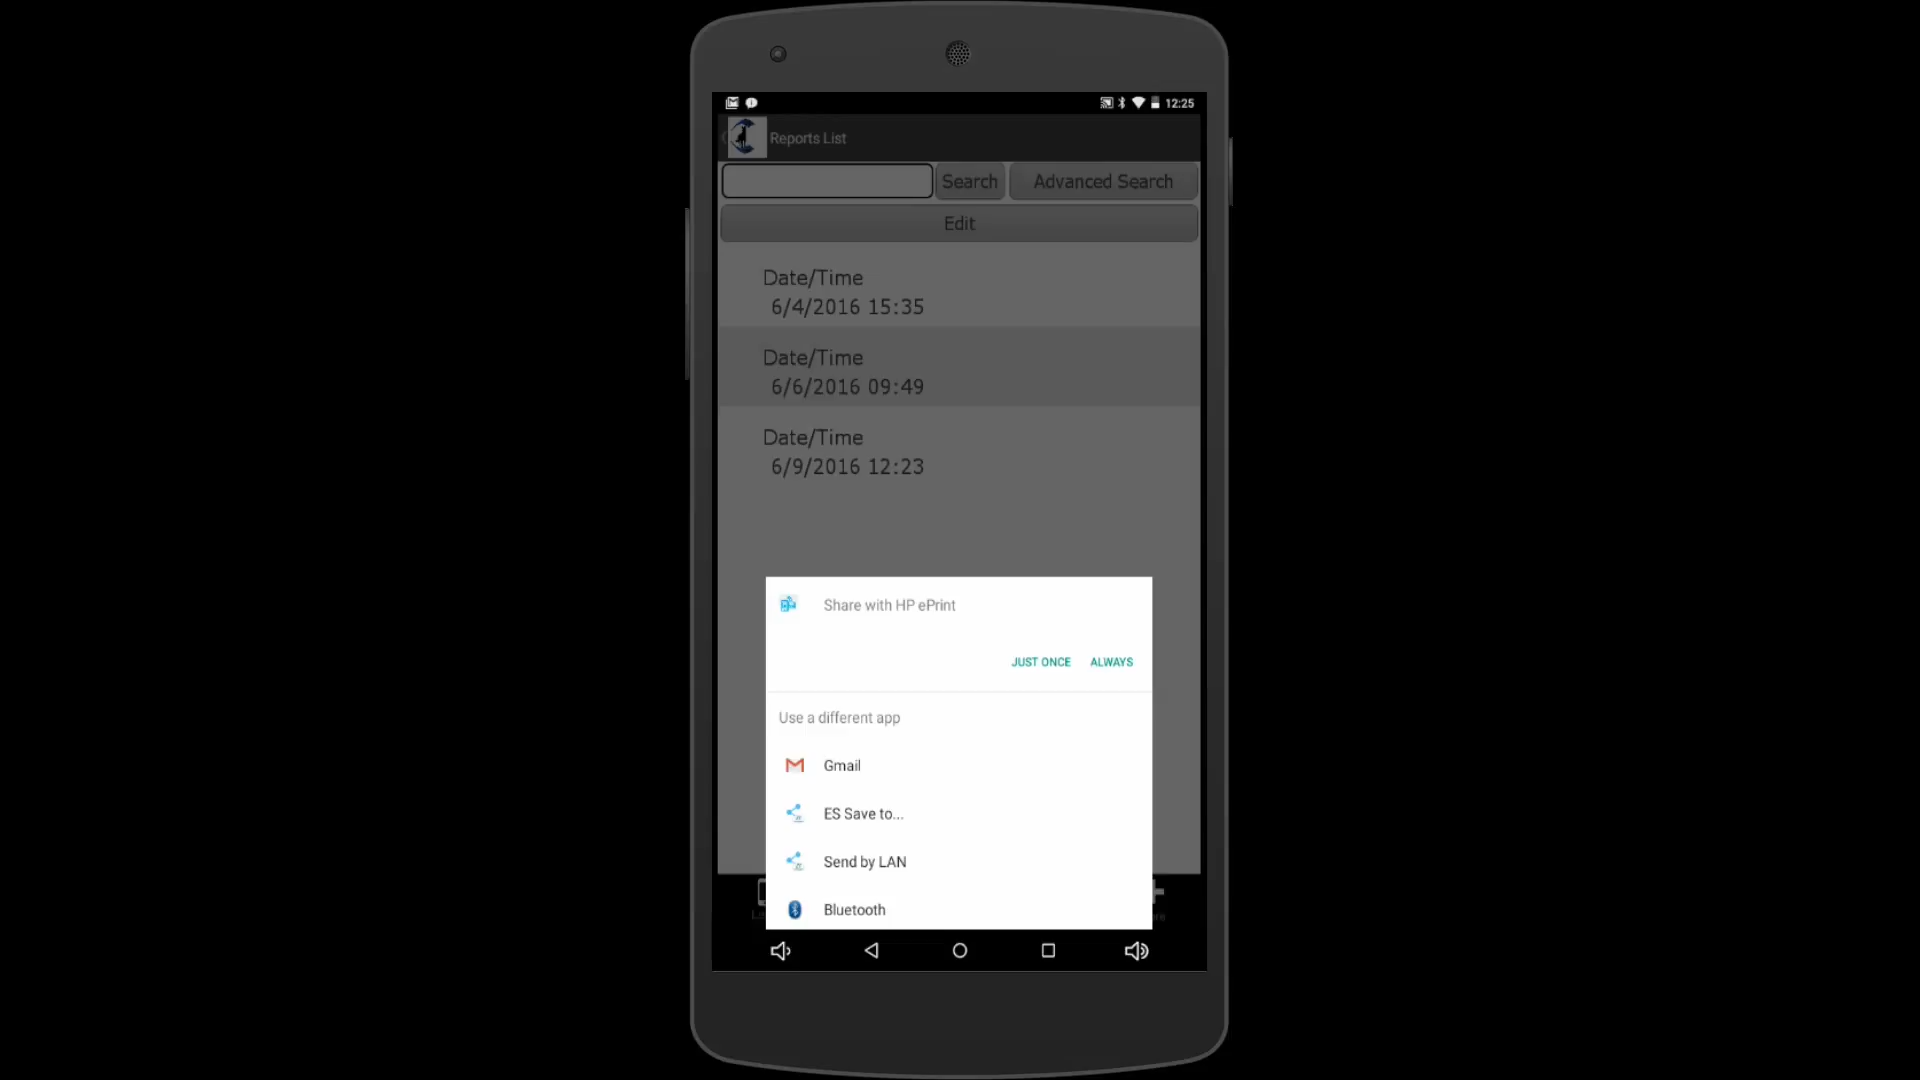 12:25
Reports List
Search
Advanced Search
Edit
Date/Time
6/4/2016 15:35
Date/Time
6/6/2016 09:49
Date/Time
6/9/2016 12:23
Share with HP ePrint
JUST ONCE
ALWAYS
Use a different app
Gmail
ES Save to...
Send by LAN
Bluetooth